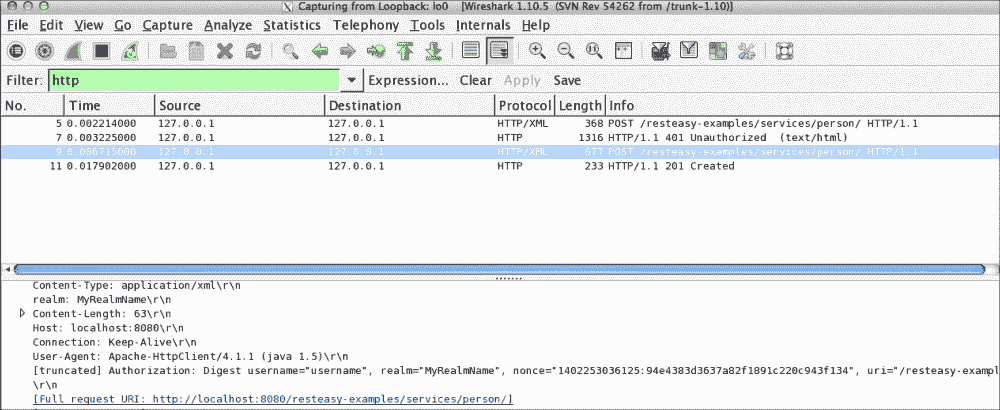 Capturing from Loopback: lo0 [Wireshark 1.10.5 (SVN Rev 54262 from /trunk-1.10)]
File Edit View Go Capture Analyze Statistics Telephony Tools Internals Help
Filter: http Expression... Clear Apply Save
No. Time Source Destination Protocol Length Info
5 0.002214000 127.0.0.1 127.0.0.1 HTTP/XML 368 POST /resteasy-examples/services/person/ HTTP/1.1
7 0.003225000 127.0.0.1 127.0.0.1 HTTP 1316 HTTP/1.1 401 Unauthorized (text/html)
9 0.006715000 127.0.0.1 127.0.0.1 HTTP/XML 677 POST /resteasy-examples/services/person/ HTTP/1.1
11 0.017902000 127.0.0.1 127.0.0.1 HTTP 233 HTTP/1.1 201 Created
Content-Type: application/xml\r\n
realm: MyRealmName\r\n
Content-Length: 63\r\n
Host: localhost:8080\r\n
Connection: Keep-Alive\r\n
User-Agent: Apache-HttpClient/4.1.1 (java 1.5)\r\n
[truncated] Authorization: Digest username="username", realm="MyRealmName", nonce="1402253036125:94e4383d3637a82f1891c220c943f134", uri="/resteasy-exampl
\r\n
[Full request URI: http://localhost:8080/resteasy-examples/services/person/]